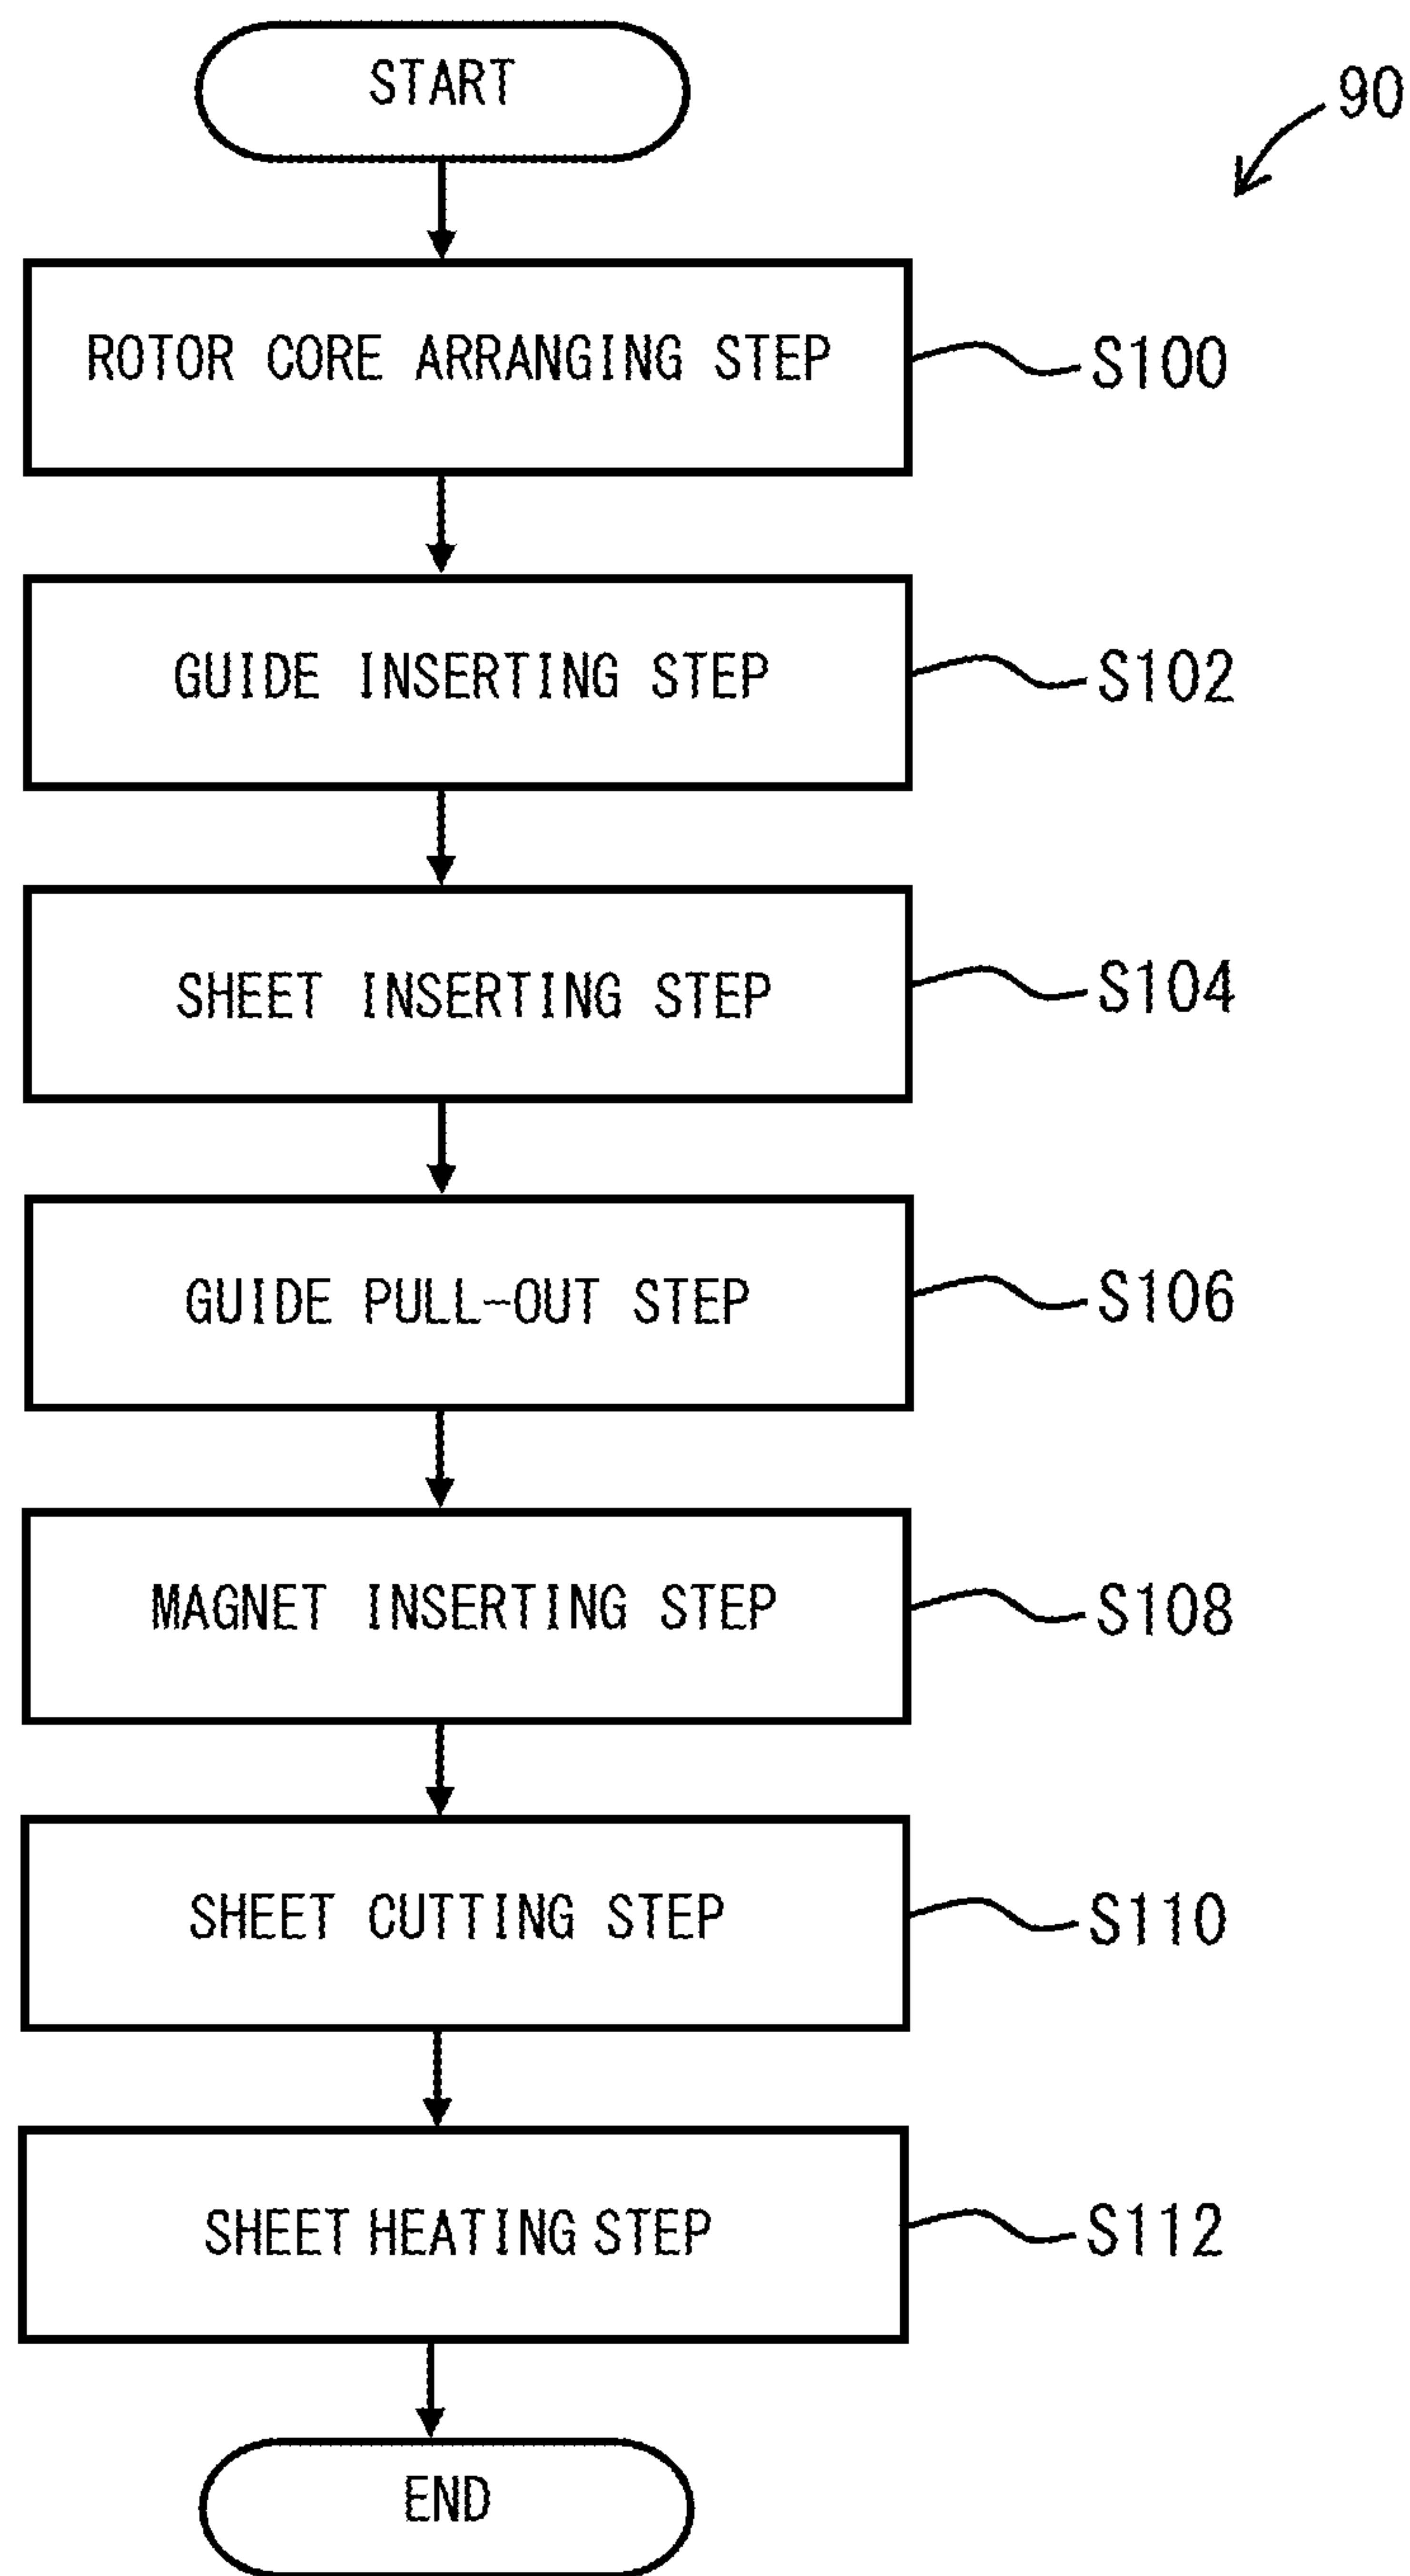 START
90
ROTOR CORE ARRANGING STEP
S100
GUIDE INSERTING STEP
S102
SHEET INSERTING STEP
S104
GUIDE PULL-OUT STEP
S106
MAGNET INSERTING STEP
S108
SHEET CUTTING STEP
S110
SHEET HEATING STEP
S112
END